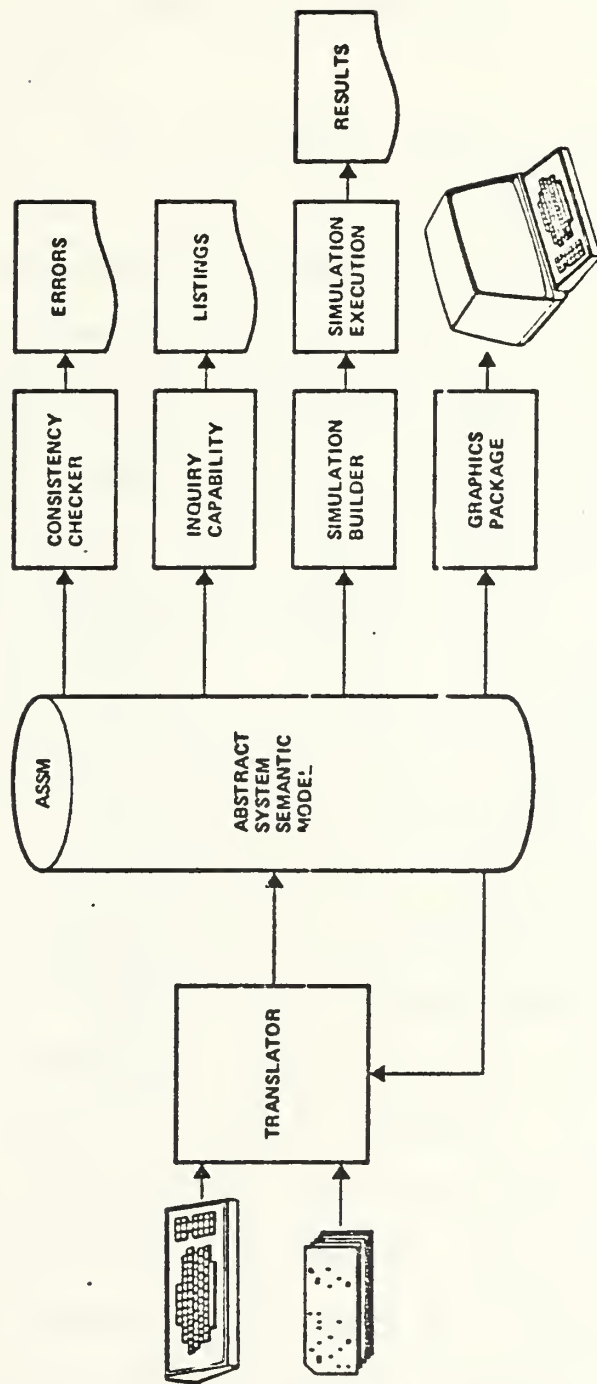 TRANSLATOR
ASSM
ABSTRACT
SYSTEM
SEMANTIC
MODEL
CONSISTENCY
CHECKER
ERRORS
INQUIRY
CAPABILITY
LISTINGS
SIMULATION
BUILDER
SIMULATION
EXECUTION
RESULTS
GRAPHICS
PACKAGE